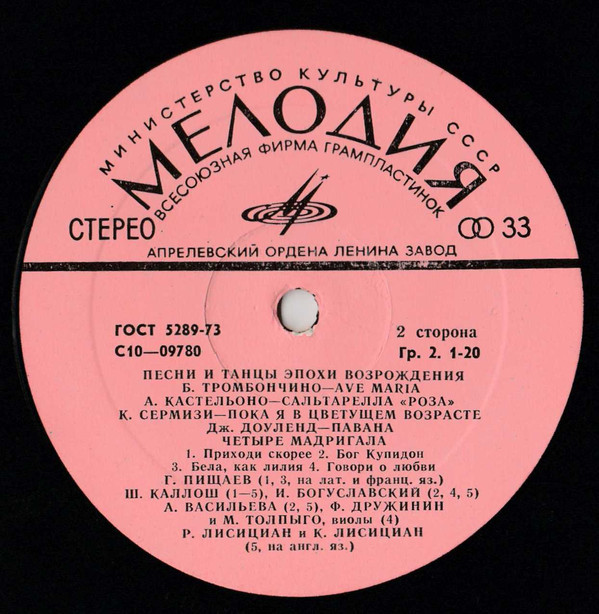 МИНИСТЕРСТВО КУЛЬТУРЫ СССР
МЕЛОДИЯ
ВСЕСОЮЗНАЯ ФИРМА ГРАМПЛАСТИНОК
СТЕРЕО
33
АПРЕЛЕВСКИЙ ОРДЕНА ЛЕНИНА ЗАВОД
ГОСТ 5289-73
2 сторона
С10—09780
Гр. 2. 1-20
ПЕСНИ И ТАНЦЫ ЭПОХИ ВОЗРОЖДЕНИЯ
Б. ТРОМБОНЧИНО—AVE MARIA
А. КАСТЕЛЬОНО—САЛЬТАРЕЛЛА «РОЗА»
К. СЕРМИЗИ—ПОКА Я В ЦВЕТУЩЕМ ВОЗРАСТЕ
ДЖ. ДОУЛЕНД—ПАВАНА
ЧЕТЫРЕ МАДРИГАЛА
1. Приходи скорее 2. Бог Купидон
3. Бела, как лилия 4. Говори о любви
Г. ПИЩАЕВ (1, 3, на лат. и франц. яз.)
Ш. КАЛЛОШ (1—5), И. БОГУСЛАВСКИЙ (2, 4, 5)
А. ВАСИЛЬЕВА (2, 5), Ф. ДРУЖИНИН
и М. ТОЛПЫГО, виолы (4)
Р. ЛИСИЦИАН и К. ЛИСИЦИАН
(5, на англ. яз.)